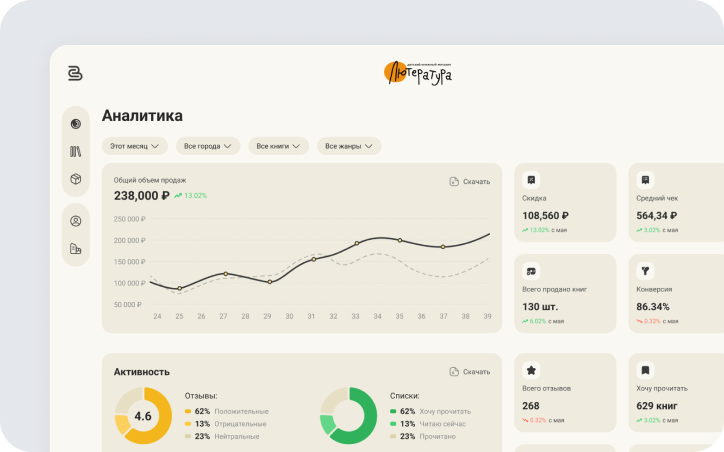 детский книжный магазин
Лютература
Аналитика
Этот месяц
Все города
Все книги
Все жанры
Общий объем продаж
238,000 ₽ 13.02%
Скачать
250 000 ₽
200 000 ₽
150 000 ₽
100 000 ₽
50 000 ₽
24 25 26 27 28 29 30 31 32 33 34 35 36 37 38 39
Скидка
108,560 ₽
13.02% с мая
Средний чек
564,34 ₽
3.02% с мая
Всего продано книг
130 шт.
6.02% с мая
Конверсия
86.34%
0.32% с мая
Активность
Скачать
4.6
Отзывы:
62% Положительные
13% Отрицательные
23% Нейтральные
Списки:
62% Хочу прочитать
13% Читаю сейчас
23% Прочитано
Всего отзывов
268
0.32% с мая
Хочу прочитать
629 книг
3.02% с мая